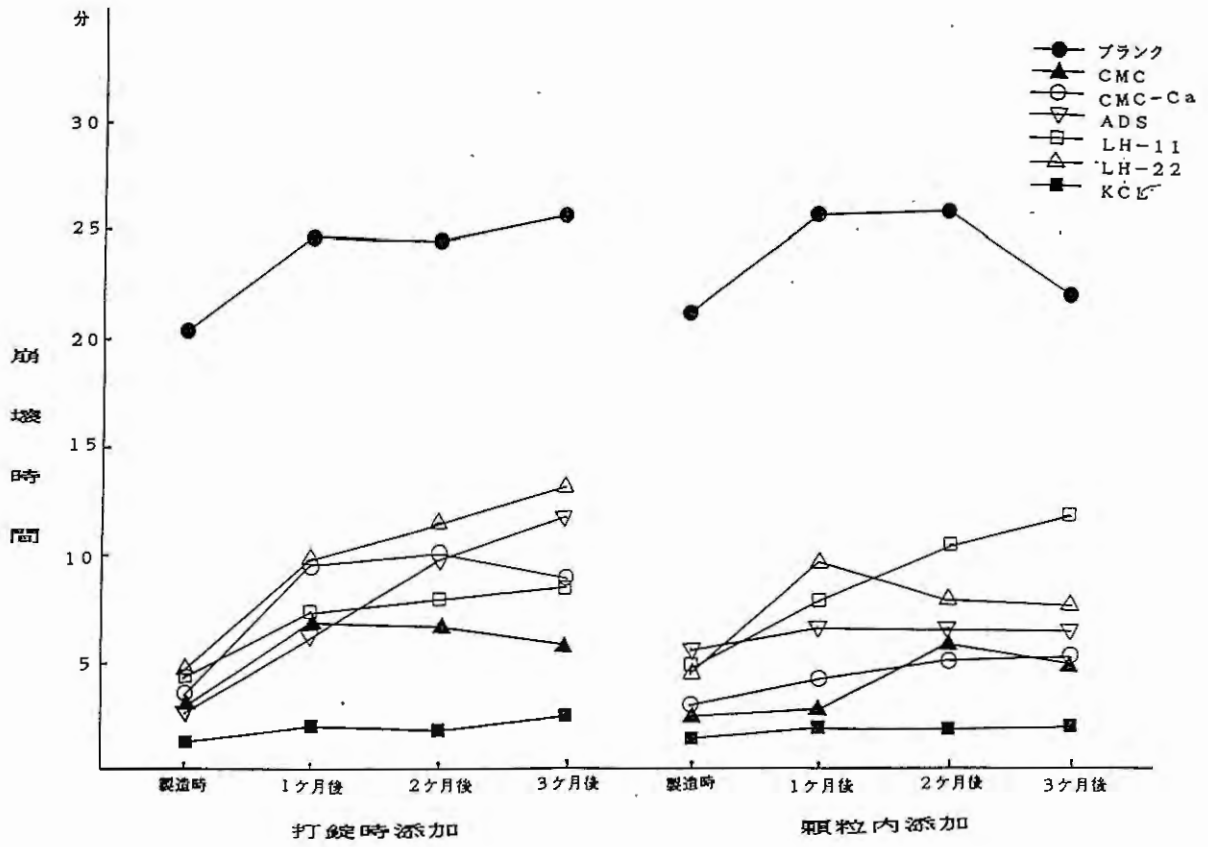 分
ブランク
CMC
CMC-Ca
ADS
LH-11
LH-22
KCL
30
25
20
15
10
5
崩壊時間
製造時 1ケ月後 2ケ月後 3ケ月後 製造時 1ケ月後 2ケ月後 3ケ月後
打錠時添加 顆粒内添加